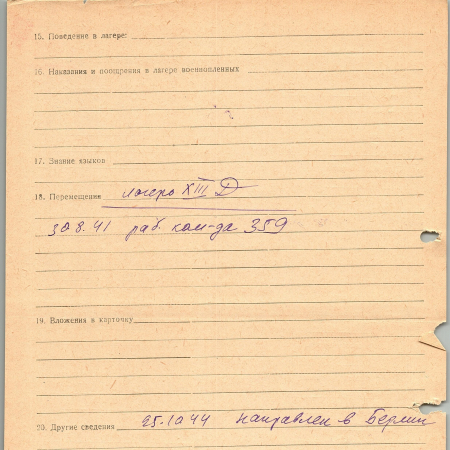 15. Поведение в лагере:
16. Наказания и поощрения в лагере военнопленных
17. Знание языков
18. Перемещение лагерь XIII D
30.8.41 раб. ком-да 359
19. Вложения в карточку
20. Другие сведения 25.10 44 направлен в Берлин